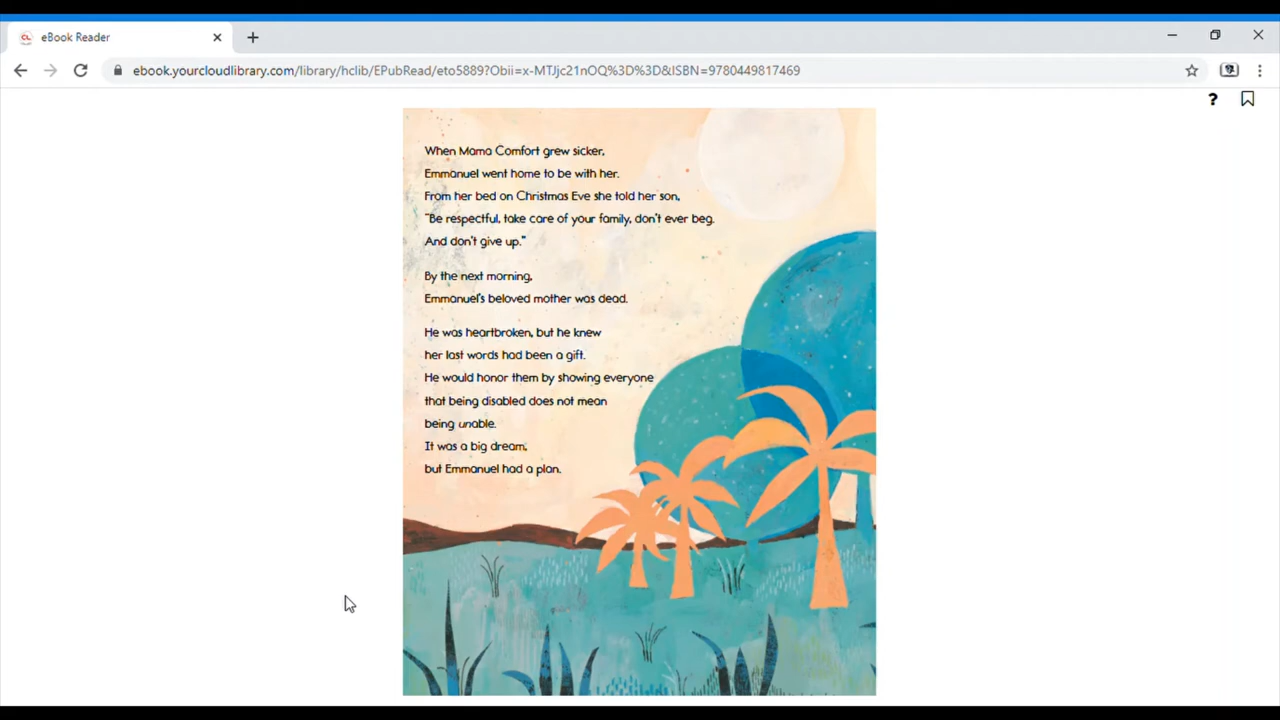 CL
eBook Reader
ebook.yourcloudlibrary.com/library/hclib/EPubRead/eto5889?Obii=x-MTJjc21nOQ%3D%3D&ISBN=9780449817469
?
When Mama Comfort grew sicker,
Emmanuel went home to be with her.
From her bed on Christmas Eve she told her son,
"Be respectful, take care of your family, don't ever beg.
And don't give up."
By the next morning,
Emmanuel's beloved mother was dead.
He was heartbroken, but he knew
her last words had been a gift.
He would honor them by showing everyone
that being disabled does not mean
being unable.
It was a big dream,
but Emmanuel had a plan.